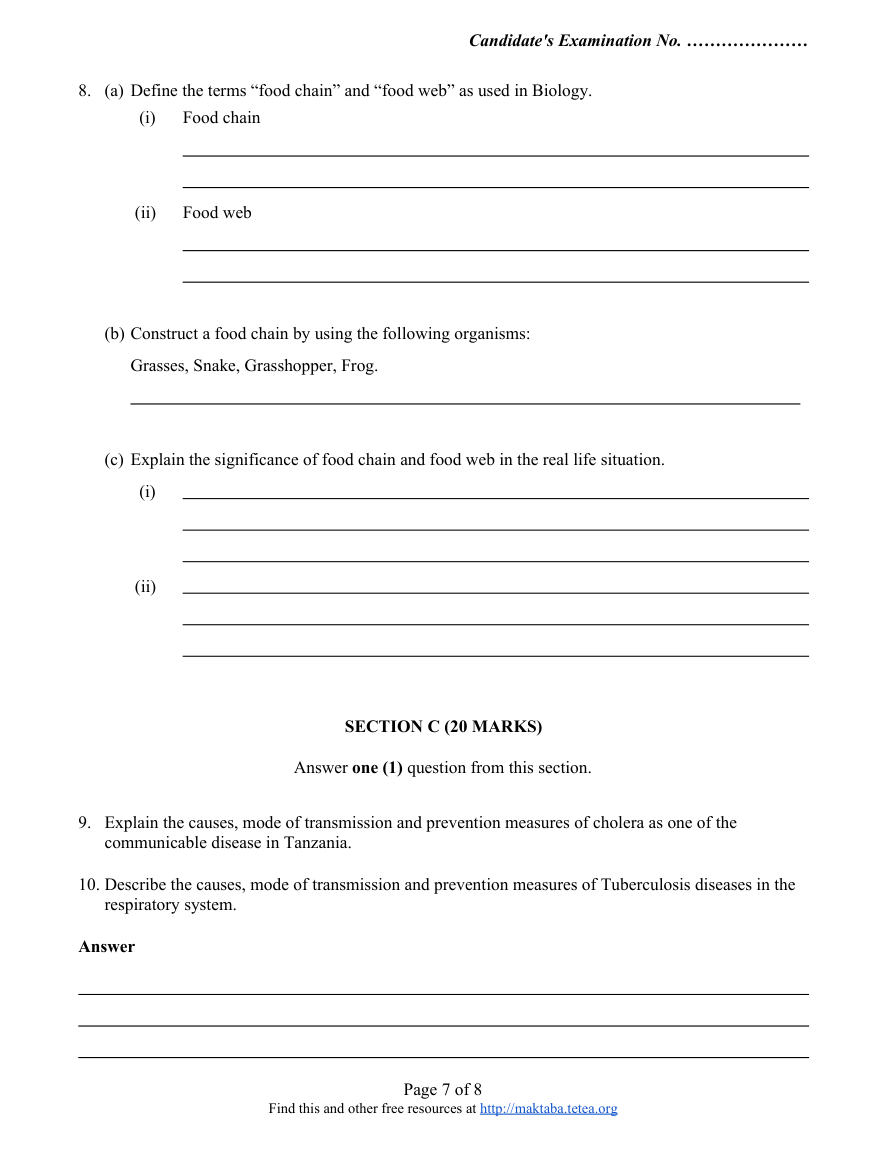 Candidate's Examination No. …………………
8. (a) Define the terms “food chain” and “food web” as used in Biology.
(i) Food chain
(ii) Food web
(b) Construct a food chain by using the following organisms:
Grasses, Snake, Grasshopper, Frog.
(c) Explain the significance of food chain and food web in the real life situation.
(i)
(ii)
SECTION C (20 MARKS)
Answer one (1) question from this section.
9. Explain the causes, mode of transmission and prevention measures of cholera as one of the
communicable disease in Tanzania.
10. Describe the causes, mode of transmission and prevention measures of Tuberculosis diseases in the
respiratory system.
Answer
Page 7 of 8
Find this and other free resources at http://maktaba.tetea.org